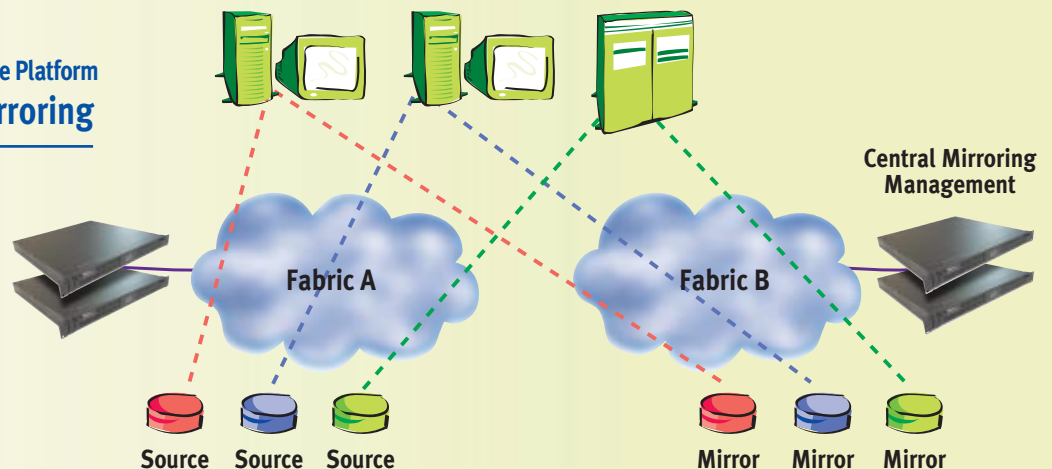 e Platform
rroring
Central Mirroring
Management
Fabric A
Fabric B
Source Source Source
Mirror Mirror Mirror